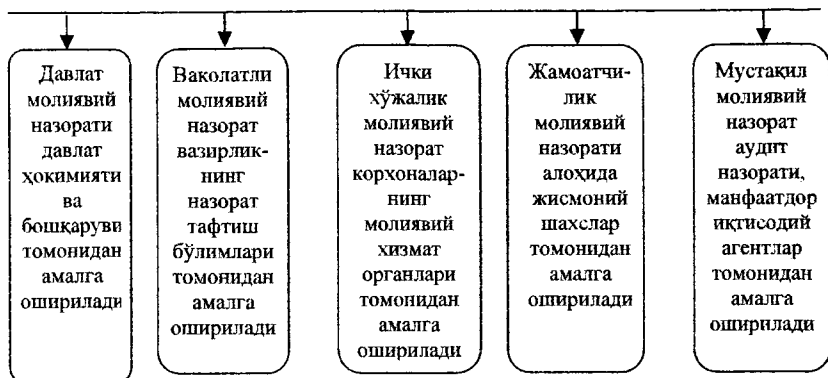 Давлат
молиявий
назорати
давлат
ҳокимияти
ва
бошқаруви
томонидан
амалга
оширилади
Ваколатли
молиявий
назорат
вазирлик-
нинг
назорат
тафтиш
бўлимлари
томонидан
амалга
оширилади
Ички
хўжалик
молиявий
назорат
корхоналар-
нинг
молиявий
хизмат
органлари
томонидан
амалга
оширилади
Жамоатчи-
лик
молиявий
назорати
алоҳида
жисмоний
шахслар
томонидан
амалга
оширилади
Мустақил
молиявий
назорат
аудит
назорати,
манфаатдор
иқтисодий
агентлар
томонидан
амалга
оширилади